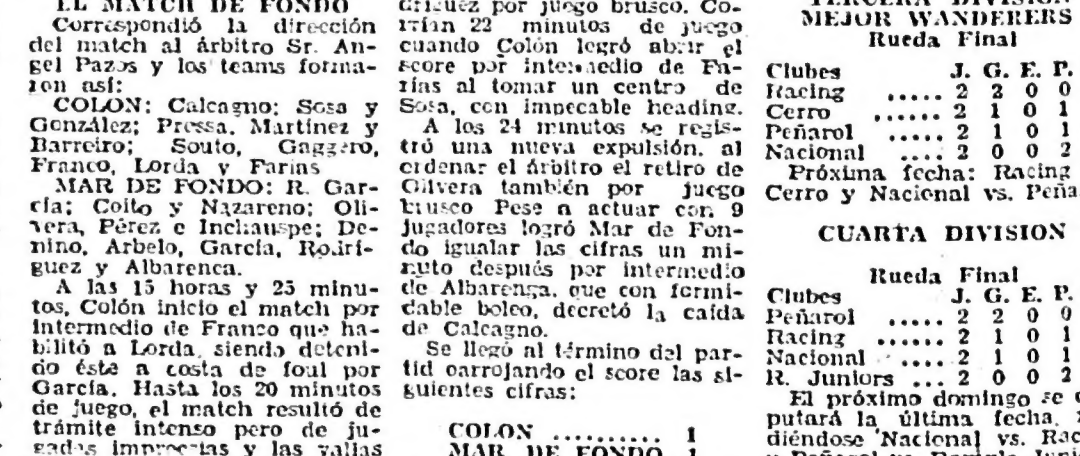 EL MATCH DE FONDO
Correspondió la dirección
del match al árbitro Sr. An-
gel Pazos y los teams forma-
ron así:
COLON: Calcagno; Sosa y
González; Pressa, Martínez y
Barreiro; Souto, Gaggero,
Franco, Lorda y Farias
MAR DE FONDO: R. Gar-
cía; Coito y Nazareno; Oli-
vera, Pérez e Inchauspe; De-
nino, Arbelo, García, Rodrí-
guez y Albarenca.
A las 15 horas y 25 minu-
tos, Colón inicio el match por
intermedio de Franco que ha-
bilitó a Lorda, siendo deteni-
do éste a costa de foul por
García. Hasta los 20 minutos
de juego, el match resultó de
trámite intenso pero de ju-
gadas y las vallas
por juego brusco. Co-
rrían 22 minutos de juego
cuando Colón logró abrir el
score por intermedio de Fa-
rías al tomar un centro de
Sosa, con impecable heading.
A los 24 minutos se regis-
tró una nueva expulsión, al
ordenar el árbitro el retiro de
Olivera también por juego
brusco Pese a actuar con 9
jugadores logró Mar de Fon-
do igualar las cifras un mi-
nuto después por intermedio
de Albarenga, que con formi-
dable boleo, decretó la caída
de Calcagno.
Se llegó al término del par-
tid oarrojando el score las si-
guientes cifras:
COLON .......... 1
MAR DE FONDO 1
TERCERA DIVISION
MEJOR WANDERERS
Rueda Final
Clubes J. G. E. P.
Racing ..... 2 2 0 0
Cerro ...... 2 1 0 1
Peñarol ..... 2 1 0 1
Nacional .... 2 0 0 2
Próxima fecha: Racing
Cerro y Nacional vs. Peña
CUARTA DIVISION
Rueda Final
Clubes J. G. E. P.
Peñarol ..... 2 2 0 0
Racing ..... 2 1 0 1
Nacional ..... 2 1 0 1
R. Juniors ... 2 0 0 2
El próximo domingo se
putará la última fecha,
diéndose Nacional vs. Rac